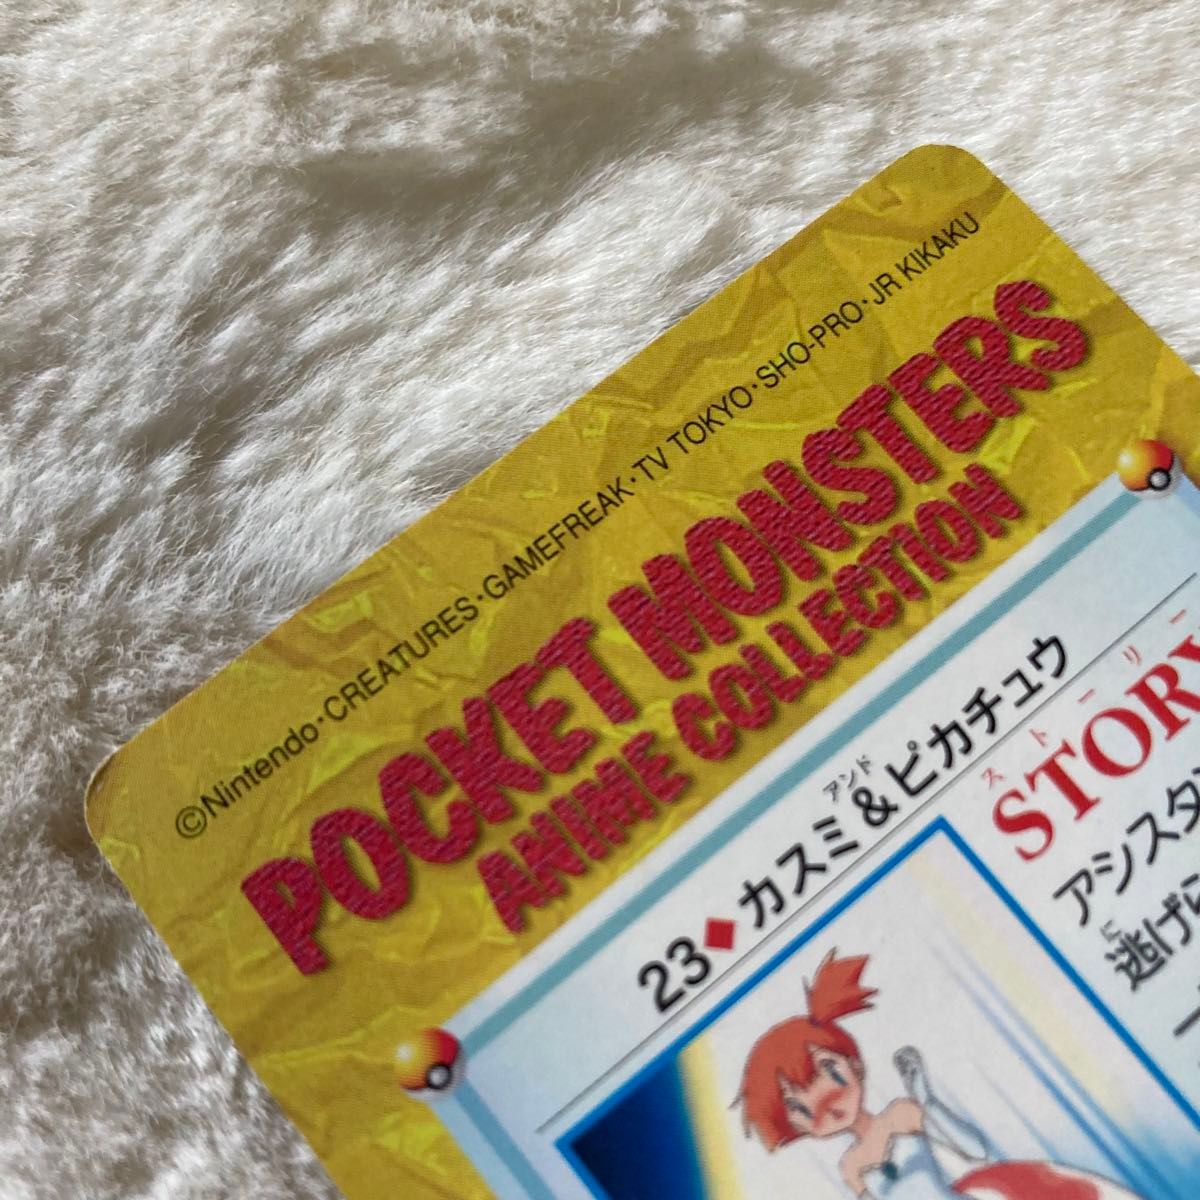 ©Nintendo・CREATURES・GAMEFREAK・TV TOKYO・SHO-PRO・JR KIKAKU
POCKET MONSTERS
ANIME COLLECTION
23◆カスミ&ピカチュウ
アンド
ストーリー
STORY
アシスタン
に
逃げ